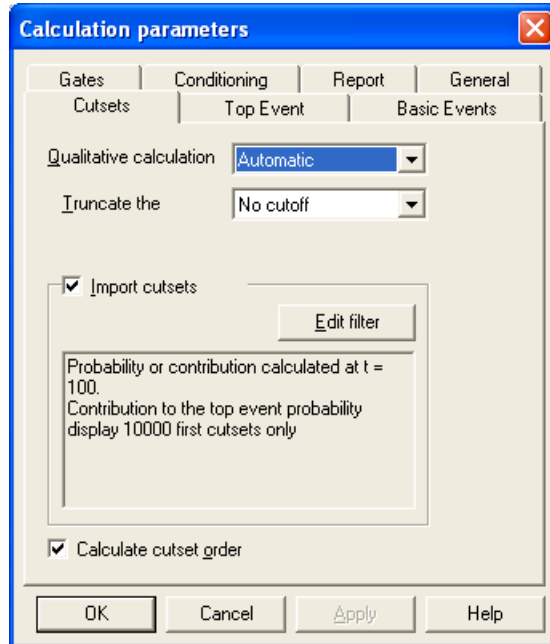 Calculation parameters
Gates Conditioning Report General
Cutsets Top Event Basic Events
Qualitative calculation Automatic
Truncate the No cutoff
Import cutsets
Edit filter
Probability or contribution calculated at t =
100.
Contribution to the top event probability
display 10000 first cutsets only
Calculate cutset order
OK Cancel Apply Help